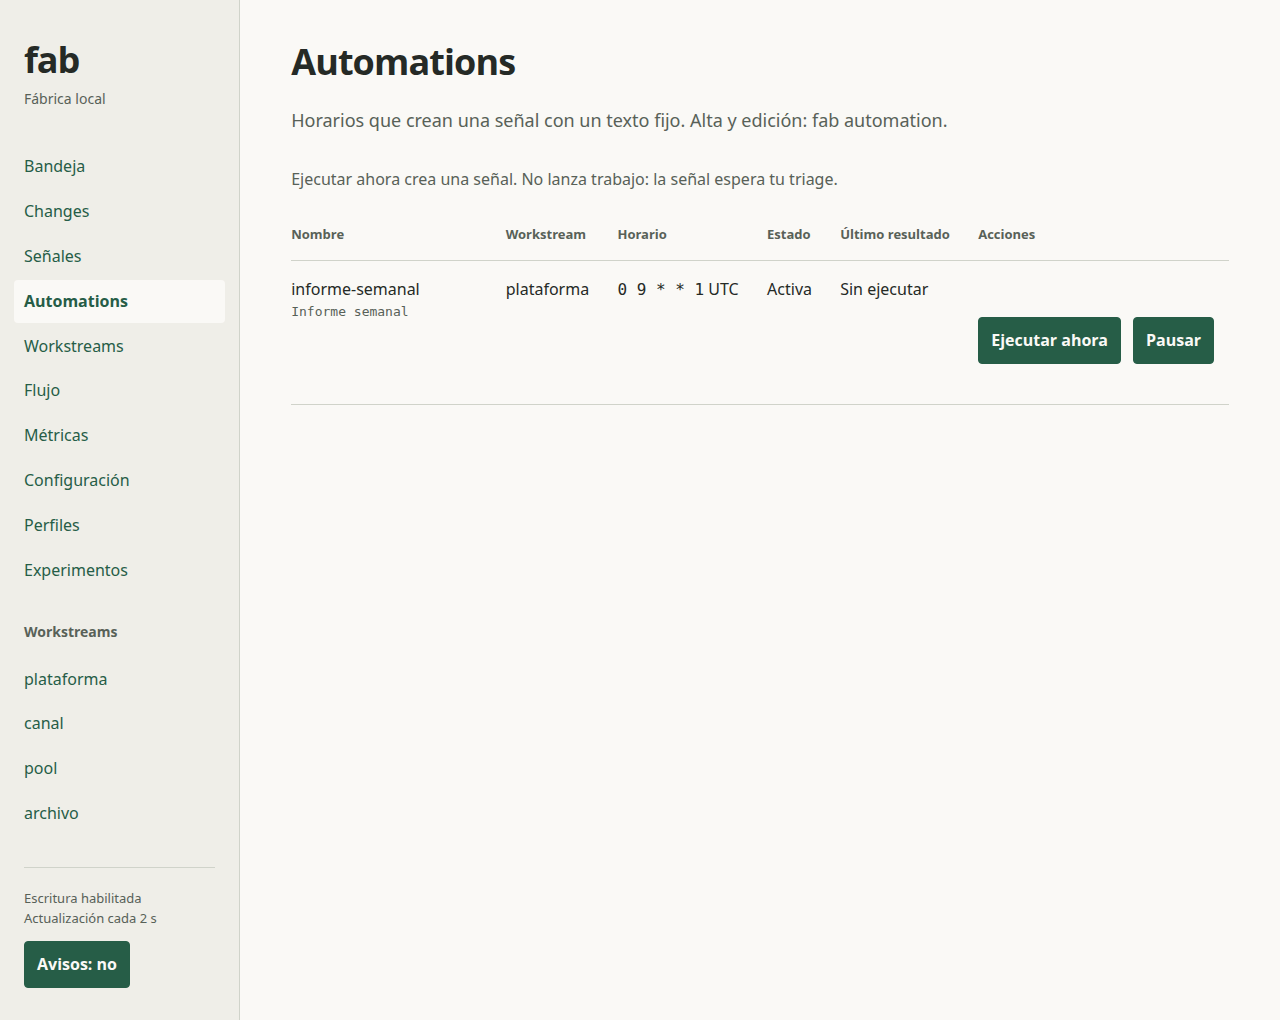 fab
Fábrica local
Bandeja
Changes
Señales
Automations
Workstreams
Flujo
Métricas
Configuración
Perfiles
Experimentos
Workstreams
plataforma
canal
pool
archivo
Escritura habilitada
Actualización cada 2 s
Avisos: no
Automations
Horarios que crean una señal con un texto fijo. Alta y edición: fab automation.
Ejecutar ahora crea una señal. No lanza trabajo: la señal espera tu triage.
Nombre Workstream Horario Estado Último resultado Acciones
informe-semanal plataforma 0 9 * * 1 UTC Activa Sin ejecutar
Informe semanal
Ejecutar ahora Pausar